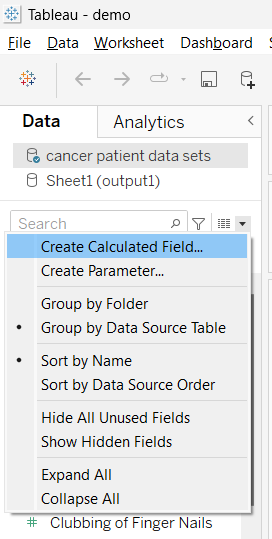 Tableau - demo
File Data Worksheet Dashboard
Data Analytics
cancer patient data sets
Sheet1 (output1)
Search
Create Calculated Field...
Create Parameter...
Group by Folder
Group by Data Source Table
Sort by Name
Sort by Data Source Order
Hide All Unused Fields
Show Hidden Fields
Expand All
Collapse All
Clubbing of Finger Nails